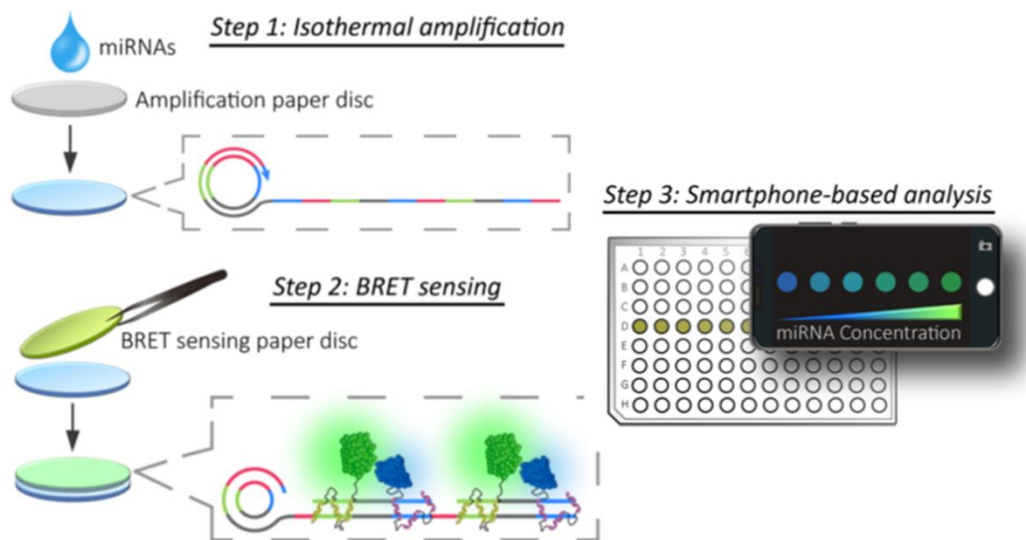 Step 1: Isothermal amplification
miRNAs
Amplification paper disc
Step 2: BRET sensing
BRET sensing paper disc
Step 3: Smartphone-based analysis
1 2 3 4 5
A
B
C
D
E
F
G
H
miRNA Concentration